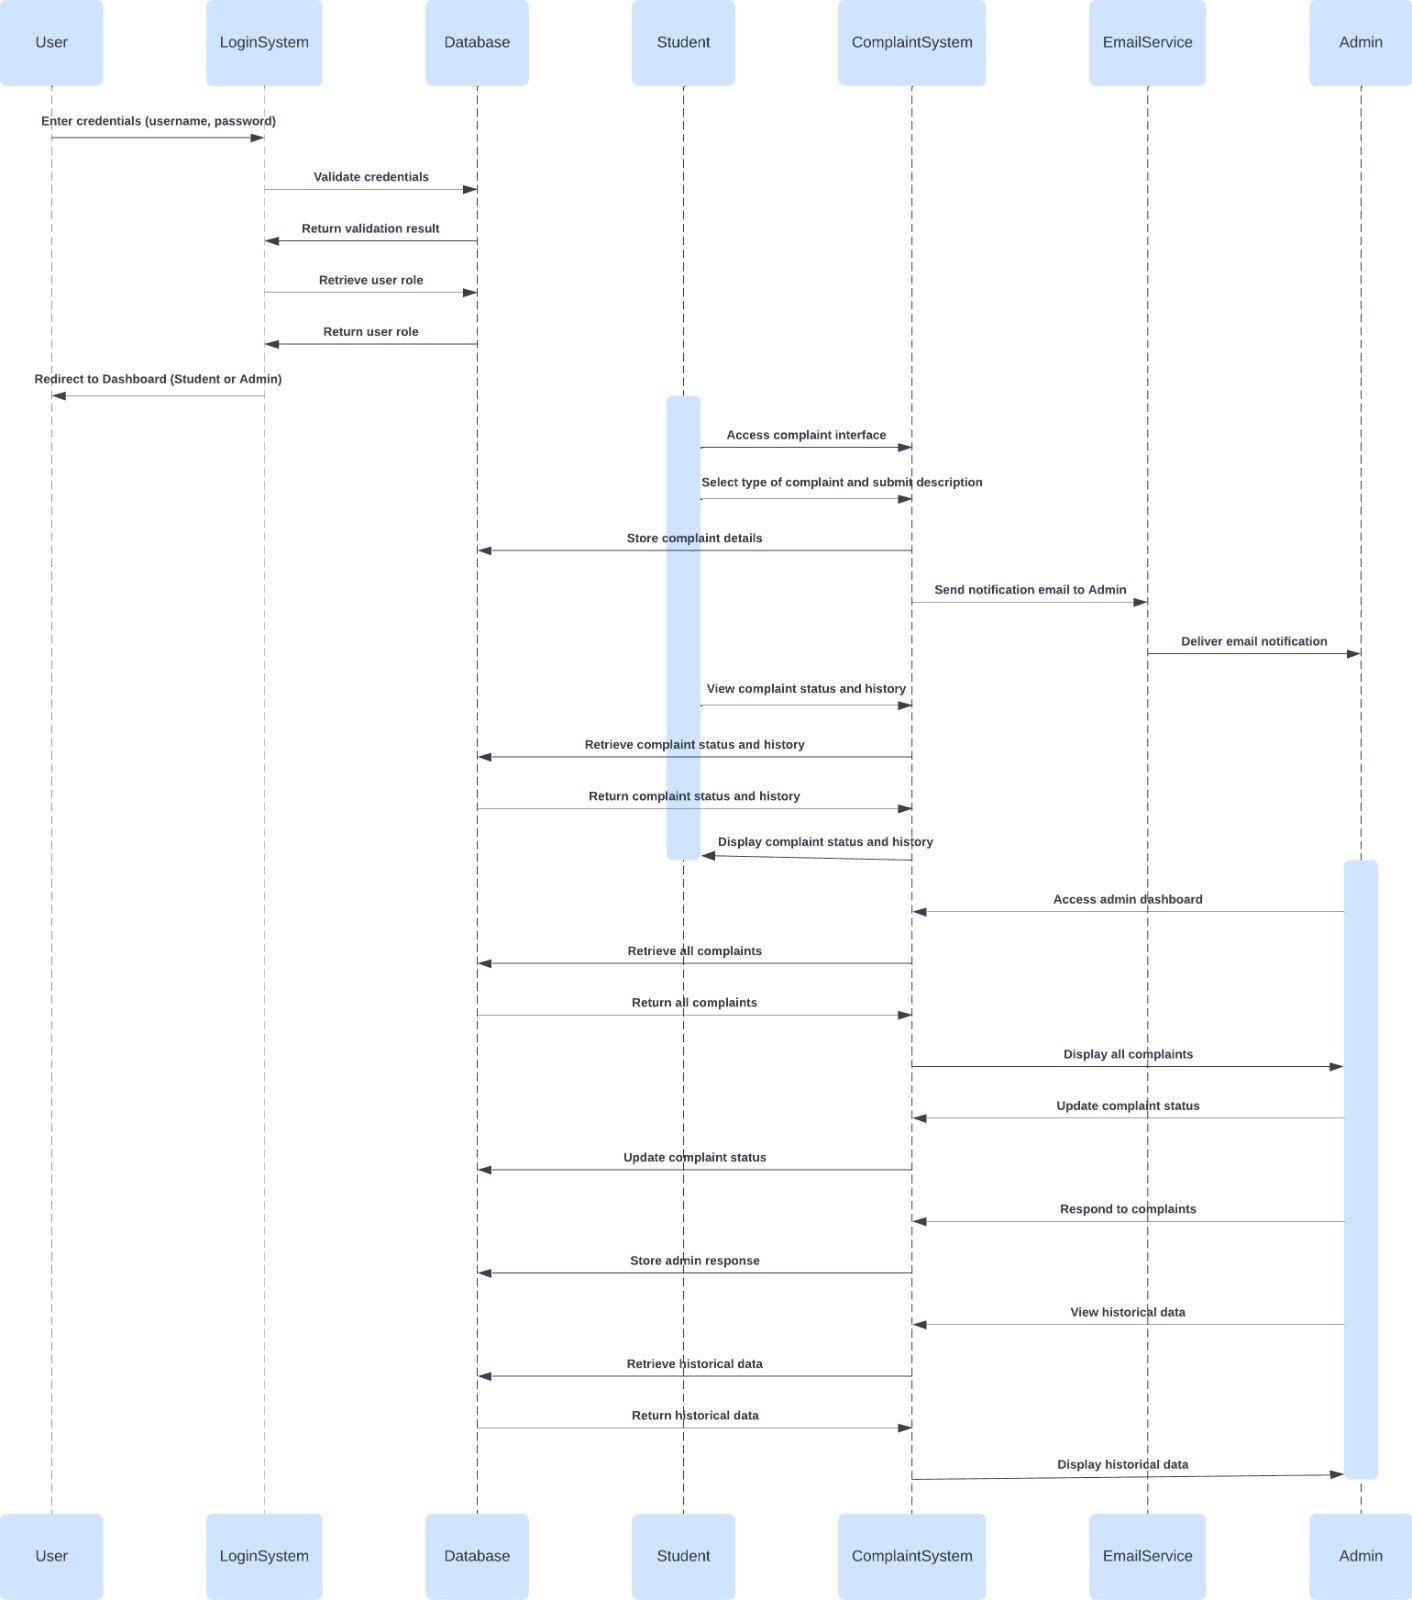 User
LoginSystem
Database
Student
ComplaintSystem
EmailService
Admin
Enter credentials (username, password)
Validate credentials
Return validation result
Retrieve user role
Return user role
Redirect to Dashboard (Student or Admin)
Access complaint interface
Select type of complaint and submit description
Store complaint details
Send notification email to Admin
Deliver email notification
View complaint status and history
Retrieve complaint status and history
Return complaint status and history
Display complaint status and history
Access admin dashboard
Retrieve all complaints
Return all complaints
Display all complaints
Update complaint status
Update complaint status
Respond to complaints
Store admin response
View historical data
Retrieve historical data
Return historical data
Display historical data
User
LoginSystem
Database
Student
ComplaintSystem
EmailService
Admin